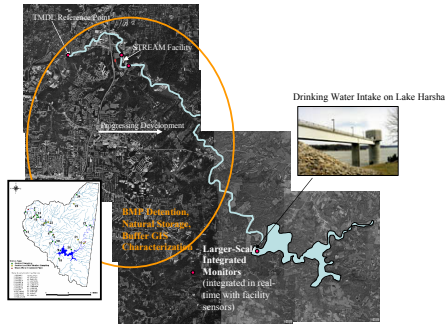 TMDL Reference Point
STREAM Facility
Drinking Water Intake on Lake Harsha
Progressing Development
BMP Detention,
Natural Storage,
Buffer GIS
Characterization
Larger-Scale
Integrated
Monitors
(integrated in real-
time with facility
sensors)